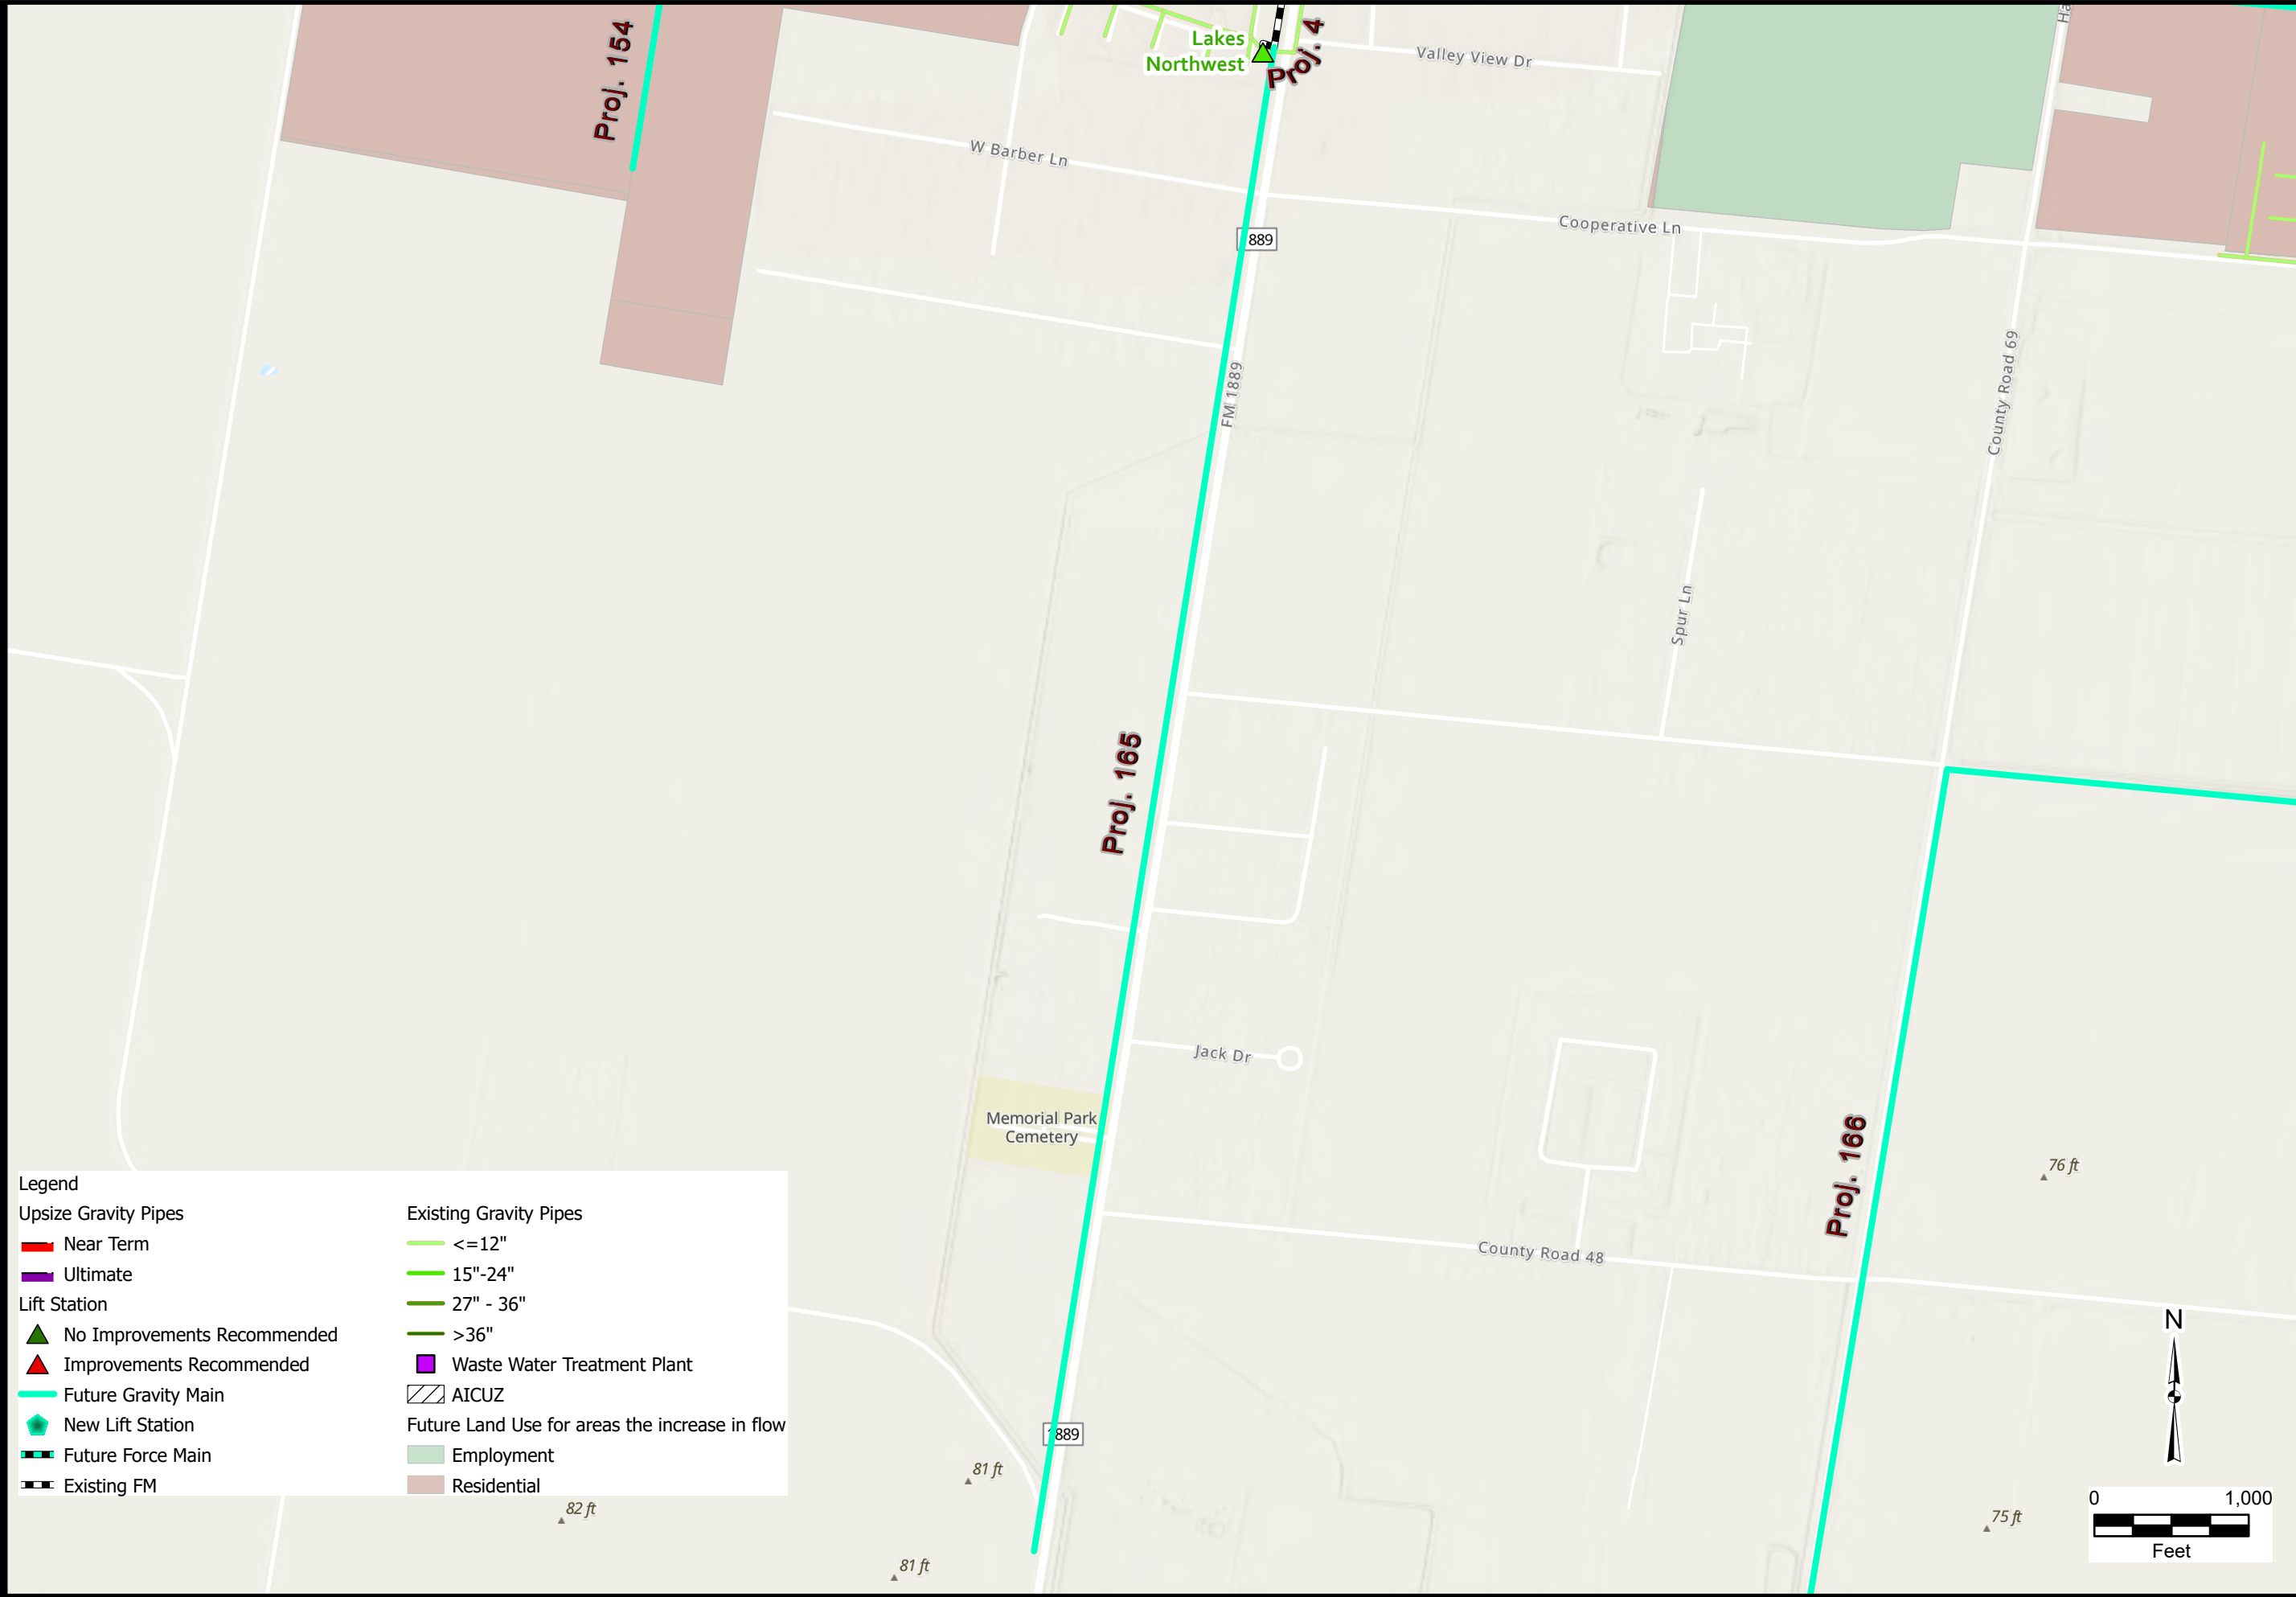 Proj. 154
Lakes
Northwest
Proj. 4
Valley View Dr
Ha
W Barber Ln
Cooperative Ln
889
FM 1889
County Road 69
Spur Ln
Proj. 165
Jack Dr
Memorial Park
Cemetery
Proj. 166
76 ft
County Road 48
889
81 ft
82 ft
81 ft
75 ft
Legend
Upsize Gravity Pipes
Near Term
Ultimate
Lift Station
No Improvements Recommended
Improvements Recommended
Future Gravity Main
New Lift Station
Future Force Main
Existing FM
Existing Gravity Pipes
<=12"
15"-24"
27" - 36"
>36"
Waste Water Treatment Plant
AICUZ
Future Land Use for areas the increase in flow
Employment
Residential
N
0 1,000
Feet